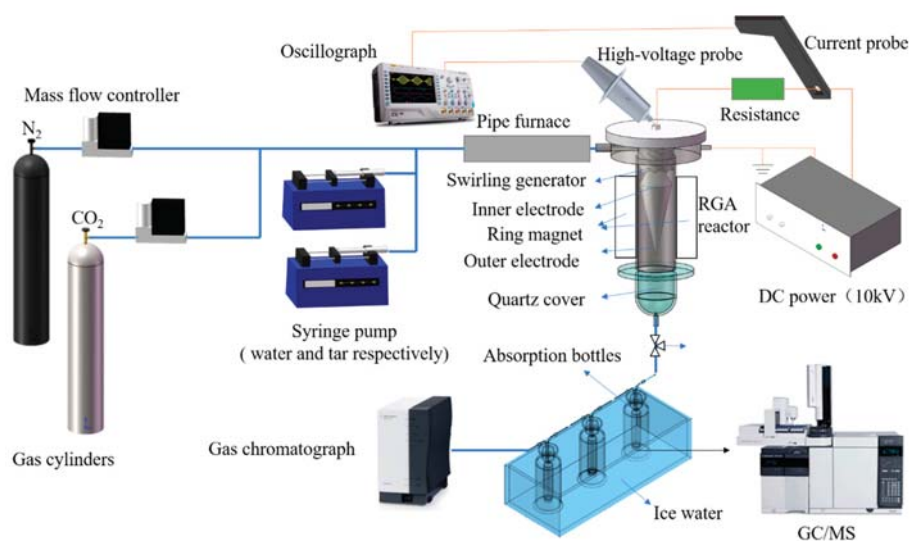 Oscillograph
High-voltage probe
Current probe
Mass flow controller
N2
Pipe furnace
Resistance
Swirling generator
CO2
Inner electrode
RGA
reactor
Ring magnet
Outer electrode
Quartz cover
DC power（10kV）
Syringe pump
( water and tar respectively)
Absorption bottles
Gas chromatograph
Gas cylinders
Ice water
GC/MS